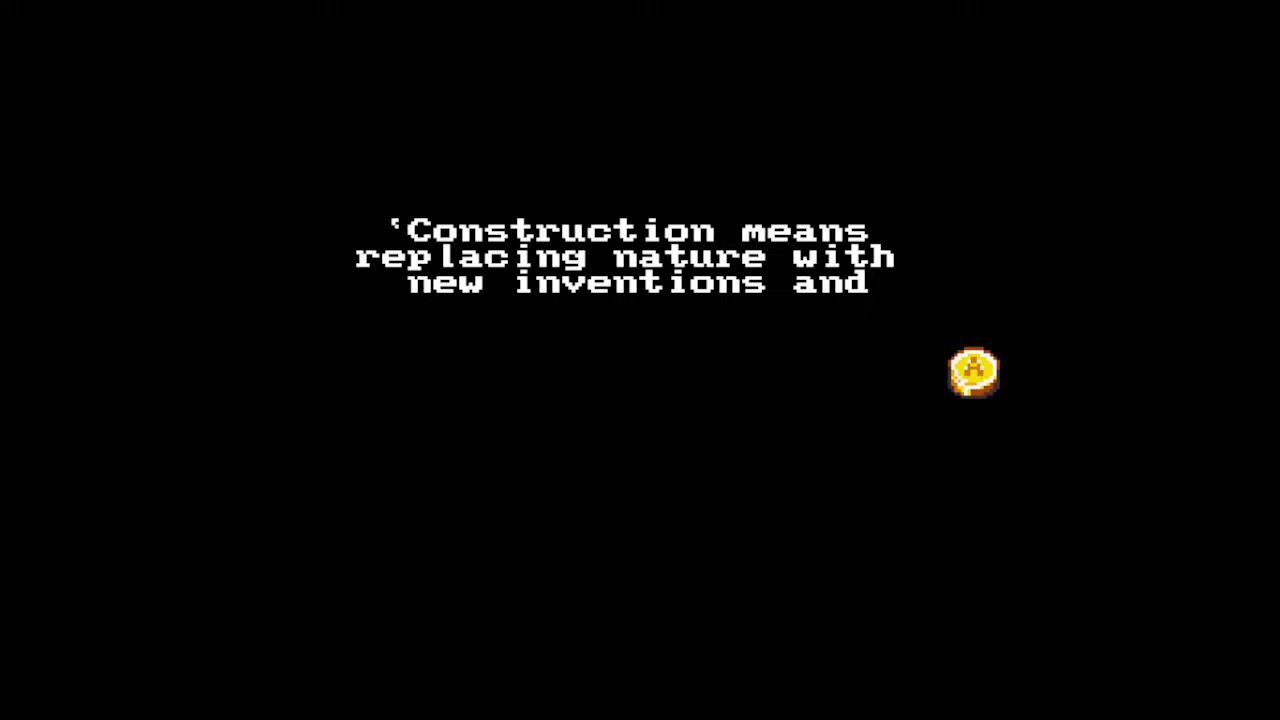 ‘Construction means
replacing nature with
new inventions and
A